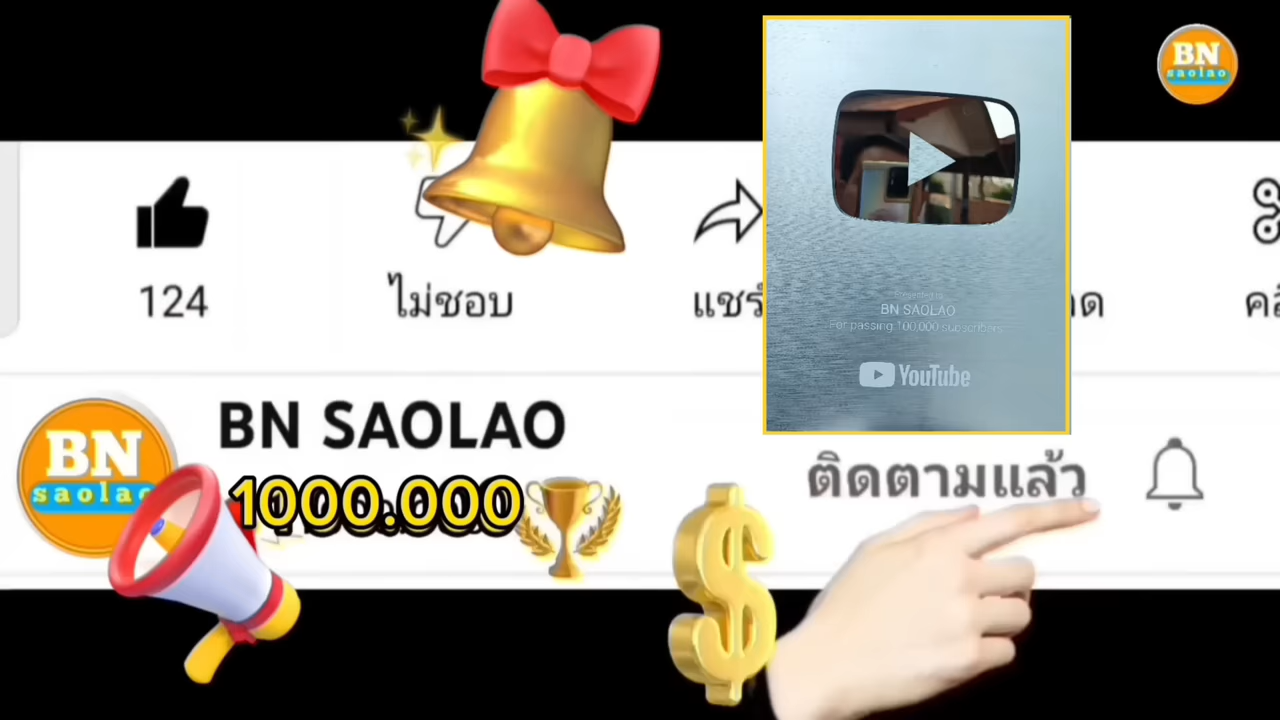 BN
saolao
124
ไม่ชอบ
แชร์
BN SAOLAO
For passing 100,000 subscribers
YouTube
BN SAOLAO
BN
saolao
1000.000
ติดตามแล้ว